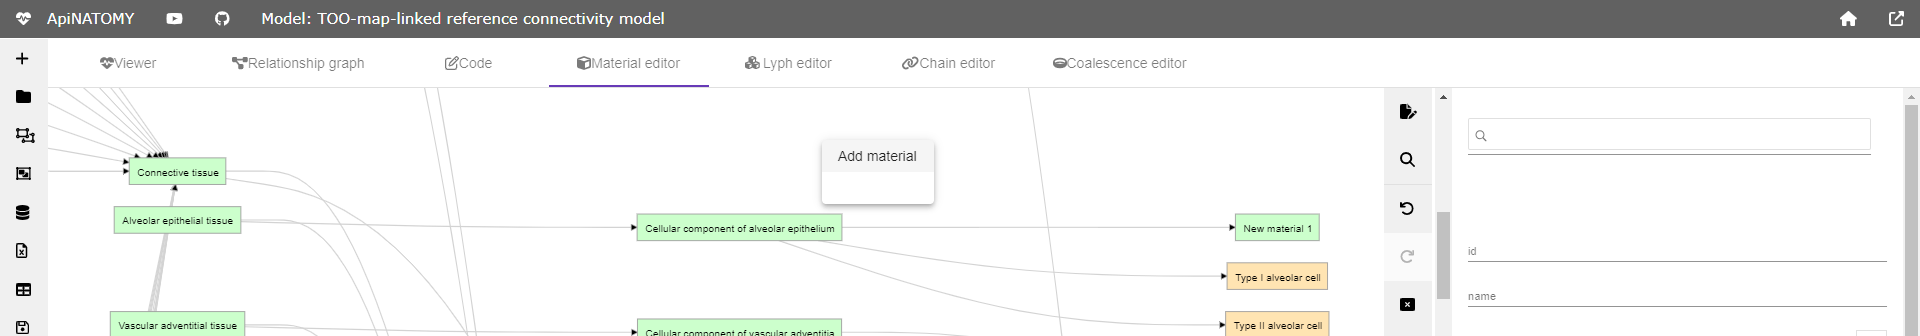 ApiNATOMY Model: TOO-map-linked reference connectivity model
Viewer Relationship graph Code Material editor Lyph editor Chain editor Coalescence editor
Add material
Connective tissue
Alveolar epithelial tissue
Cellular component of alveolar epithelium
New material 1
id
Type I alveolar cell
name
Vascular adventitial tissue
Cellular component of vascular adventitia
Type II alveolar cell